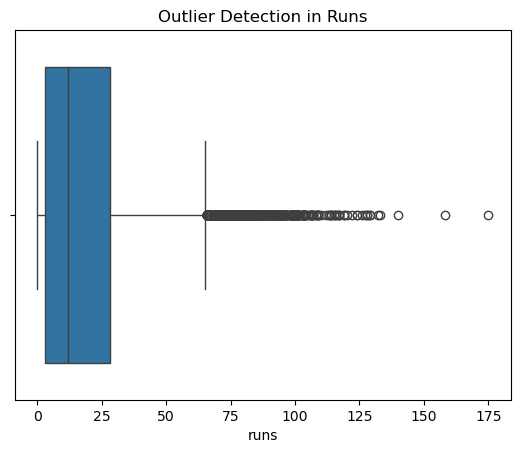 Outlier Detection in Runs
0 25 50 75 100 125 150 175
runs